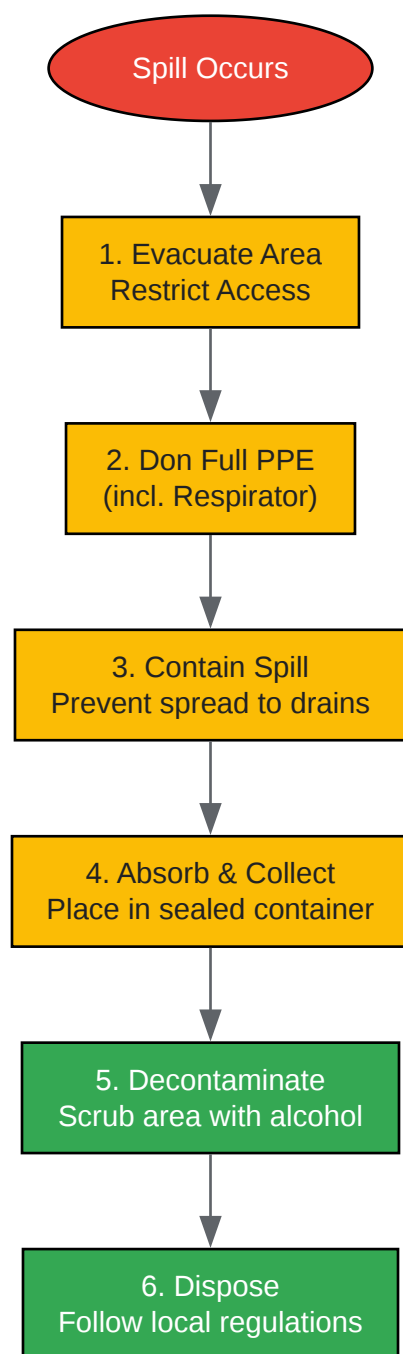 Spill Occurs
1. Evacuate Area
Restrict Access
2. Don Full PPE
(incl. Respirator)
3. Contain Spill
Prevent spread to drains
4. Absorb & Collect
Place in sealed container
5. Decontaminate
Scrub area with alcohol
6. Dispose
Follow local regulations